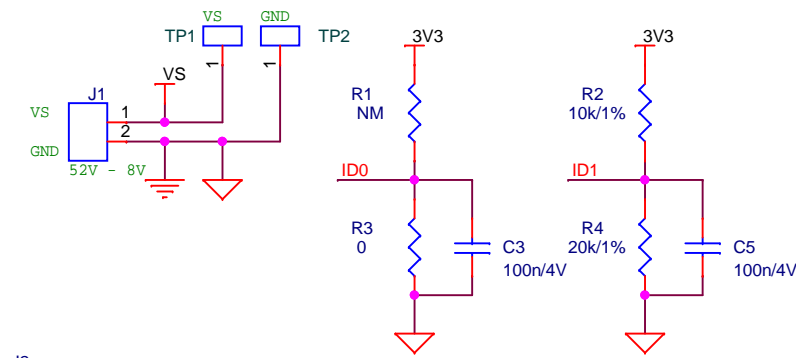 VS
GND
TP1
TP2
1
1
VS
J1
VS
1
2
GND
52V - 8V
3V3
R1
NM
ID0
R3
0
C3
100n/4V
3V3
R2
10k/1%
ID1
R4
20k/1%
C5
100n/4V